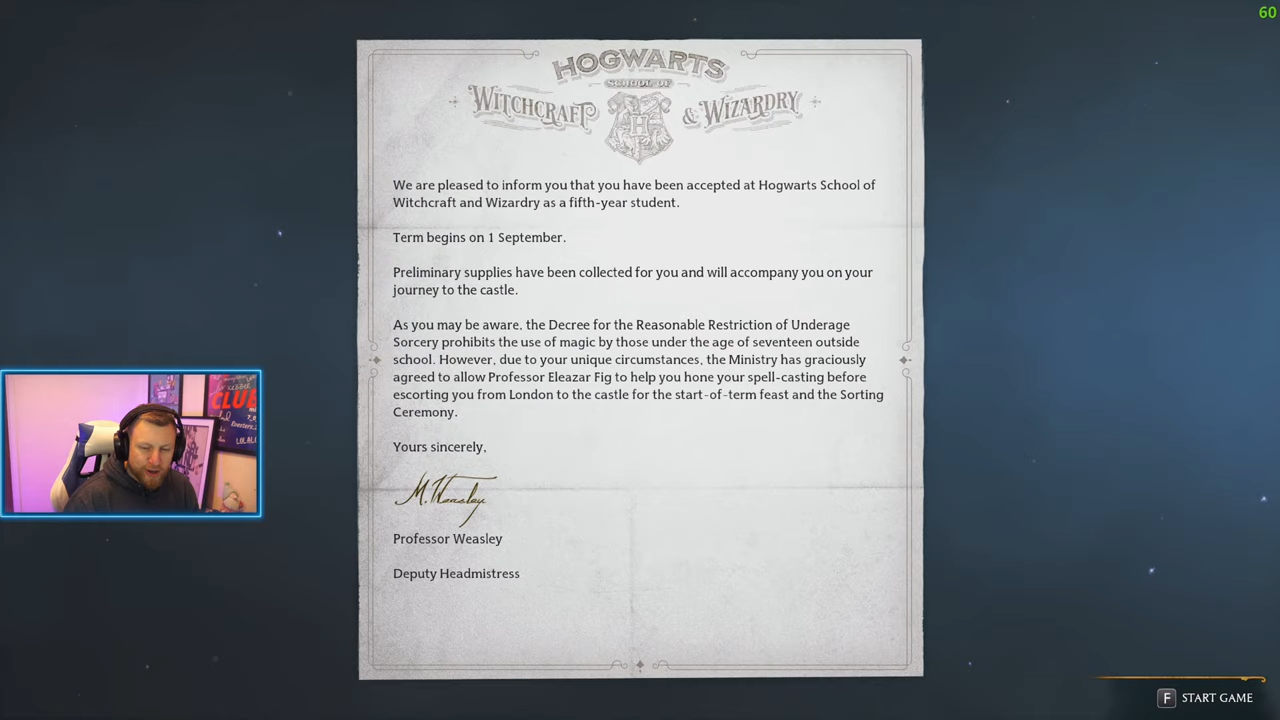 60
HOGWARTS
SCHOOL OF
WITCHCRAFT & WIZARDRY
H
We are pleased to inform you that you have been accepted at Hogwarts School of
Witchcraft and Wizardry as a fifth-year student.
Term begins on 1 September.
Preliminary supplies have been collected for you and will accompany you on your
journey to the castle.
As you may be aware, the Decree for the Reasonable Restriction of Underage
Sorcery prohibits the use of magic by those under the age of seventeen outside
school. However, due to your unique circumstances, the Ministry has graciously
agreed to allow Professor Eleazar Fig to help you hone your spell-casting before
escorting you from London to the castle for the start-of-term feast and the Sorting
Ceremony.
Yours sincerely,
M. Weasley
Professor Weasley
Deputy Headmistress
CLUB
F START GAME